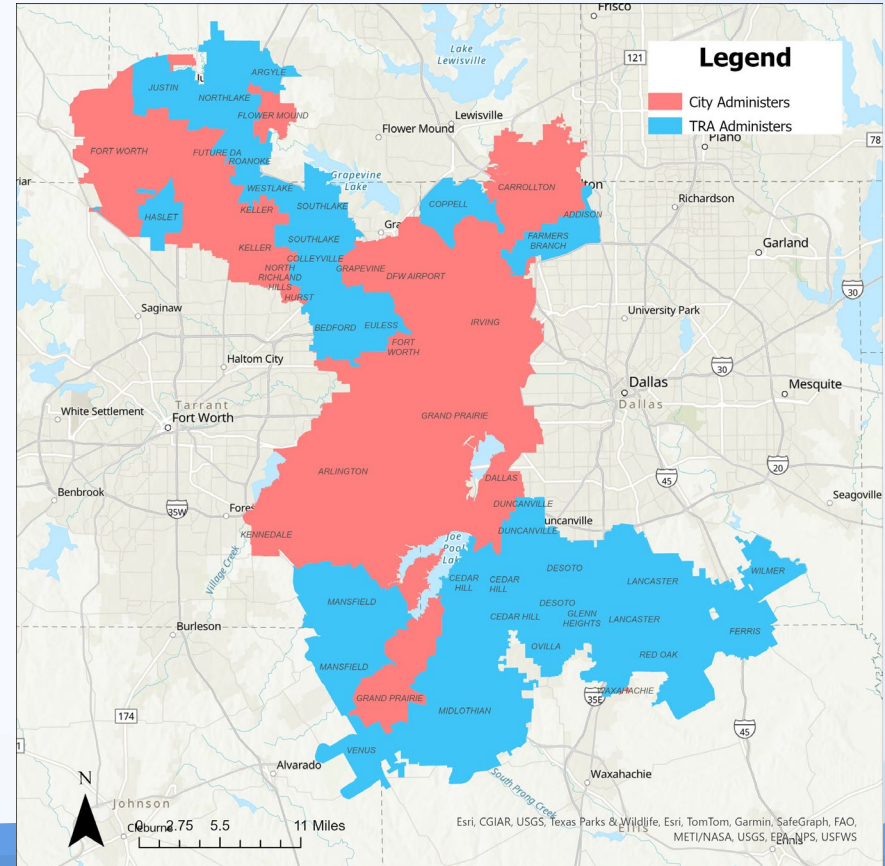 Frisco
Lake
Lewisville
121
Legend
City Administers
TRA Administers
ARGYLE
JUSTIN
NORTHLAKE
FLOWER MOUND
Lewisville
Flower Mound
Plano
78
FORT WORTH
FUTURE DA
ROANOKE
Grapevine
Lake
WESTLAKE
CARROLLTON
lton
Richardson
HASLET
KELLER
SOUTHLAKE
COPPELL
ADDISON
Gra
FARMERS
BRANCH
SOUTHLAKE
KELLER
Garland
COLLEYVILLE
NORTH
RICHLAND
HILLS
GRAPEVINE
DFW AIRPORT
30
HURST
Saginaw
BEDFORD
EULESS
IRVING
University Park
FORT
WORTH
Haltom City
30
Dallas
Dallas
Mesquite
White Settlement
Tarrant
Fort Worth
GRAND PRAIRIE
ARLINGTON
20
45
DALLAS
Benbrook
35W
Fores
DUNCANVILLE
Seagoville
uncanville
DUNCANVILLE
KENNEDALE
Joe
Pool
Lak
Village Creek
CEDAR
HILL
CEDAR
HILL
DESOTO
LANCASTER
WILMER
MANSFIELD
DESOTO
CEDAR HILL
GLENN
HEIGHTS
LANCASTER
FERRIS
Burleson
OVILLA
RED OAK
MANSFIELD
GRAND PRAIRIE
35E
WAXAHACHIE
MIDLOTHIAN
174
45
VENUS
Alvarado
Waxahachie
South Prong Creek
N
Johnson
Cleburne
0 2.75 5.5 11 Miles
Ellis
Ennis
Esri, CGIAR, USGS, Texas Parks & Wildlife, Esri, TomTom, Garmin, SafeGraph, FAO,
METI/NASA, USGS, EPA, NPS, USFWS